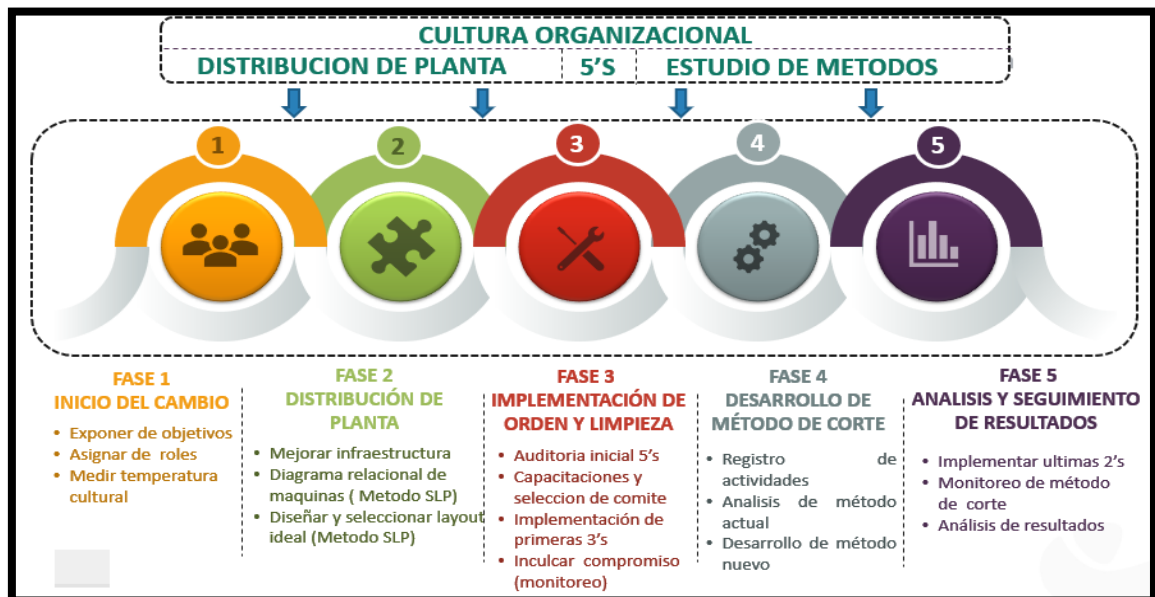 CULTURA ORGANIZACIONAL
DISTRIBUCION DE PLANTA 5'S ESTUDIO DE METODOS
1
2
3
4
5
FASE 1
INICIO DEL CAMBIO
• Exponer de objetivos
• Asignar de roles
• Medir temperatura
cultural
FASE 2
DISTRIBUCIÓN DE
PLANTA
• Mejorar infraestructura
• Diagrama relacional de
maquinas ( Metodo SLP)
• Diseñar y seleccionar layout
ideal (Metodo SLP)
FASE 3
IMPLEMENTACIÓN DE
ORDEN Y LIMPIEZA
• Auditoria inicial 5's
• Capacitaciones y
seleccion de comite
• Implementación de
primeras 3's
• Inculcar compromiso
(monitoreo)
FASE 4
DESARROLLO DE
MÉTODO DE CORTE
• Registro de
actividades
• Analisis de método
actual
• Desarrollo de método
nuevo
FASE 5
ANALISIS Y SEGUIMIENTO
DE RESULTADOS
• Implementar ultimas 2's
• Monitoreo de método
de corte
• Análisis de resultados